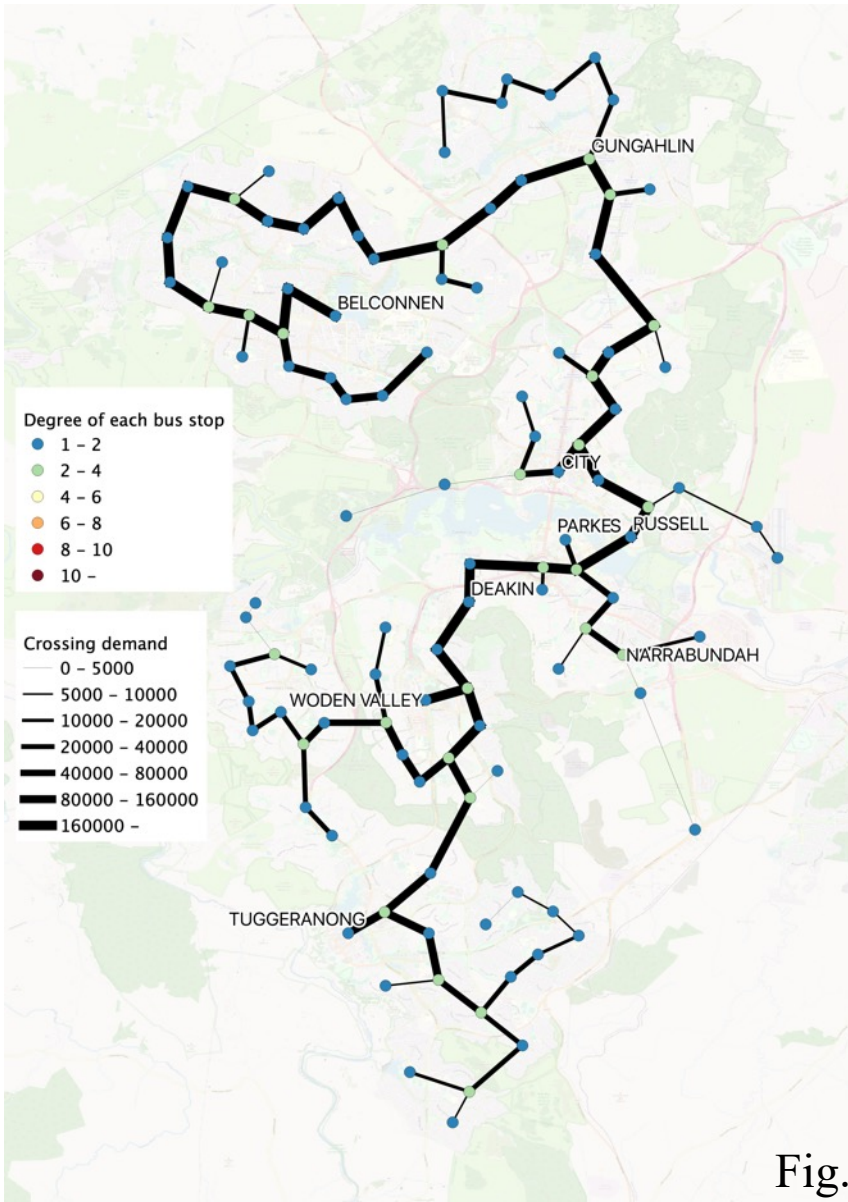 GUNGAHLIN
BELCONNEN
Degree of each bus stop
1 – 2
2 – 4
4 – 6
6 – 8
8 – 10
10 –
CITY
PARKES
RUSSELL
DEAKIN
NARRABUNDAH
Crossing demand
0 – 5000
5000 – 10000
10000 – 20000
20000 – 40000
40000 – 80000
80000 – 160000
160000 –
WODEN VALLEY
TUGGERANONG
Fig.